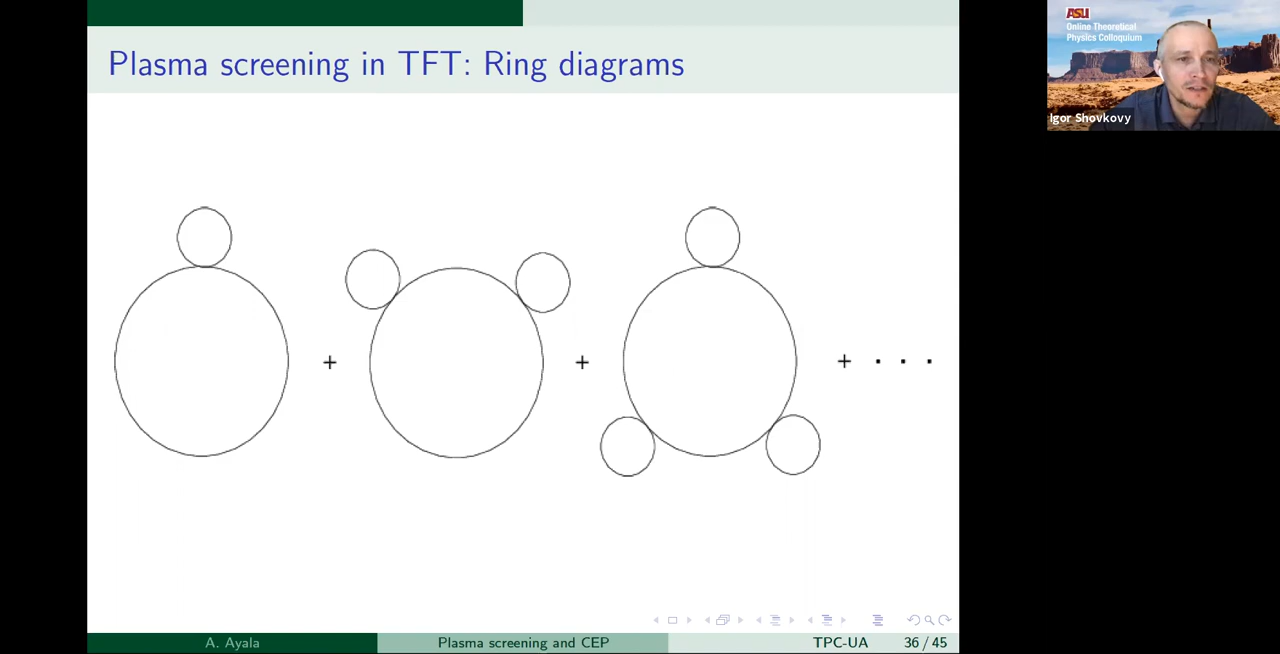 Plasma screening in TFT: Ring diagrams
+ + + . . .
A. Ayala Plasma screening and CEP TPC-UA 36 / 45
ASU
Online Theoretical
Physics Colloquium
Igor Shovkovy